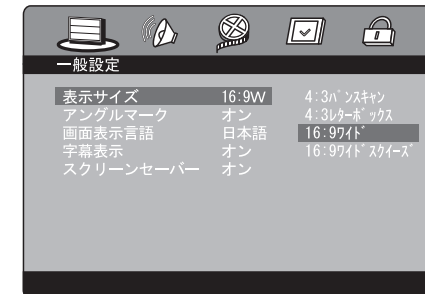 一般設定
表示サイズ 16:9W 4:3ﾊﾟﾝｽｷｬﾝ
アングルマーク オン 4:3ﾚﾀｰﾎﾞｯｸｽ
画面表示言語 日本語 16:9ﾜｲﾄﾞ
字幕表示 オン 16:9ﾜｲﾄﾞｽｸｲｰｽﾞ
スクリーンセーバー オン